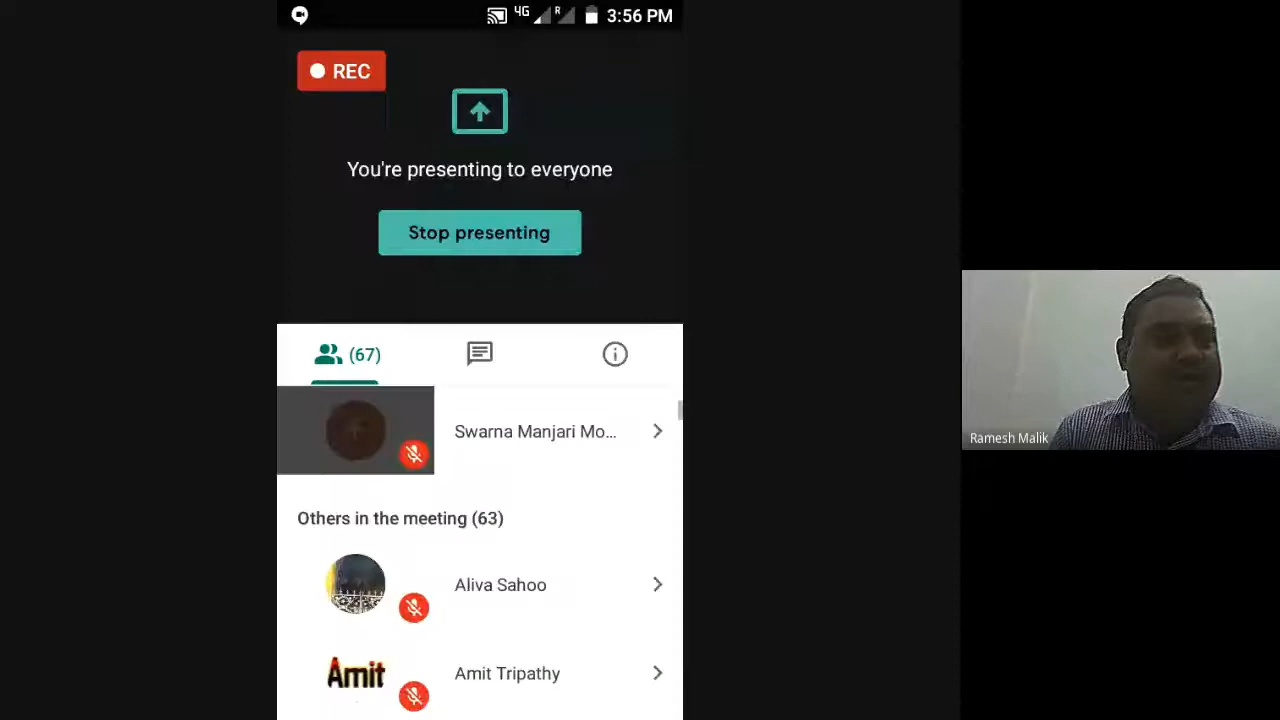 4G R 3:56 PM
REC
You're presenting to everyone
Stop presenting
(67)
Swarna Manjari Mo...
Others in the meeting (63)
Aliva Sahoo
Amit
Amit Tripathy
Ramesh Malik